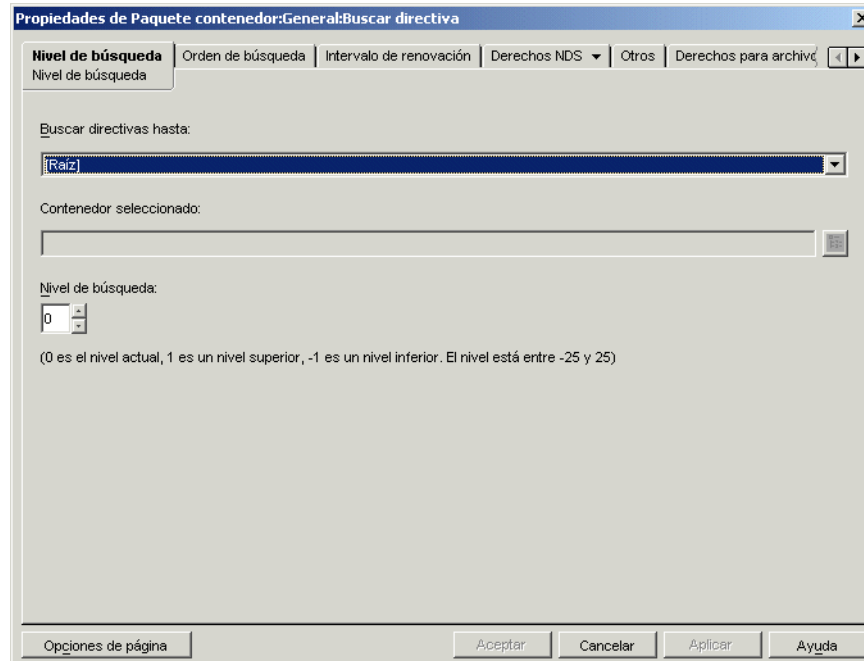 Propiedades de Paquete contenedor:General:Buscar directiva
Nivel de búsqueda Orden de búsqueda Intervalo de renovación Derechos NDS Otros Derechos para archivo
Nivel de búsqueda
Buscar directivas hasta:
[Raíz]
Contenedor seleccionado:
Nivel de búsqueda:
0
(0 es el nivel actual, 1 es un nivel superior, -1 es un nivel inferior. El nivel está entre -25 y 25)
Opciones de página Aceptar Cancelar Aplicar Ayuda